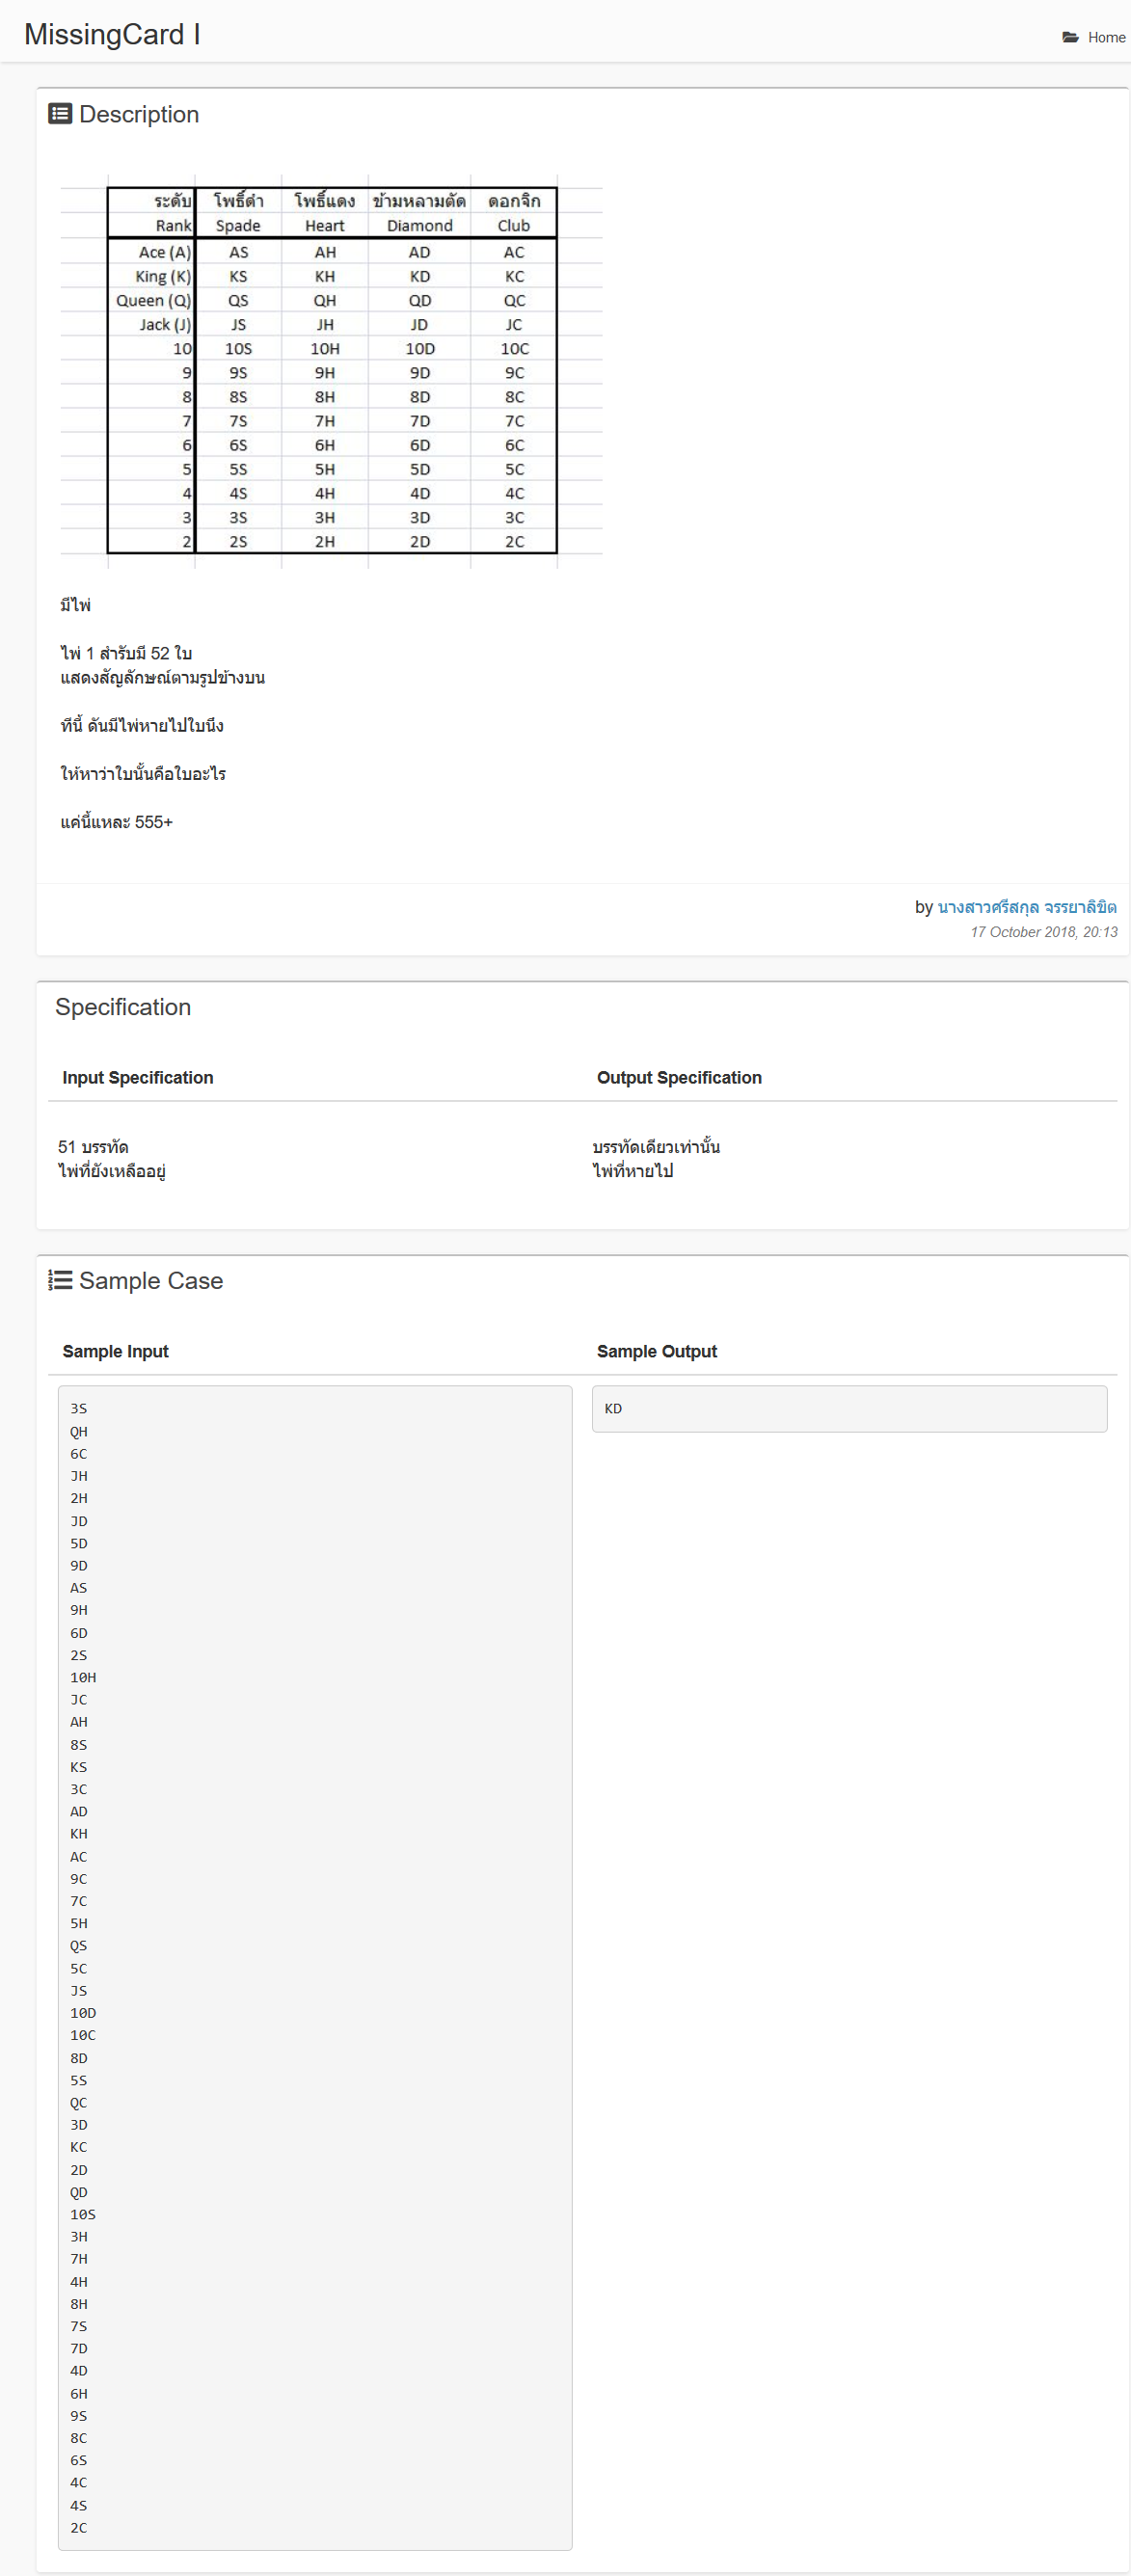 MissingCard I
Home
Description
ระดับ โพธิ์ดำ โพธิ์แดง ข้ามหลามตัด ดอกจิก
Rank Spade Heart Diamond Club
Ace (A) AS AH AD AC
King (K) KS KH KD KC
Queen (Q) QS QH QD QC
Jack (J) JS JH JD JC
10 10S 10H 10D 10C
9 9S 9H 9D 9C
8 8S 8H 8D 8C
7 7S 7H 7D 7C
6 6S 6H 6D 6C
5 5S 5H 5D 5C
4 4S 4H 4D 4C
3 3S 3H 3D 3C
2 2S 2H 2D 2C
มีไพ่
ไพ่ 1 สำรับมี 52 ใบ
แสดงสัญลักษณ์ตามรูปข้างบน
ทีนี้ ดันมีไพ่หายไปใบนึง
ให้หาว่าใบนั้นคือใบอะไร
แค่นี้แหละ 555+
by นางสาวศรีสกุล จรรยาลิขิต
17 October 2018, 20:13
Specification
Input Specification
Output Specification
51 บรรทัด
ไพ่ที่ยังเหลืออยู่
บรรทัดเดียวเท่านั้น
ไพ่ที่หายไป
Sample Case
Sample Input
Sample Output
3S
QH
6C
JH
2H
JD
5D
9D
AS
9H
6D
2S
10H
JC
AH
8S
KS
3C
AD
KH
AC
9C
7C
5H
QS
5C
JS
10D
10C
8D
5S
QC
3D
KC
2D
QD
10S
3H
7H
4H
8H
7S
7D
4D
6H
9S
8C
6S
4C
4S
2C
KD